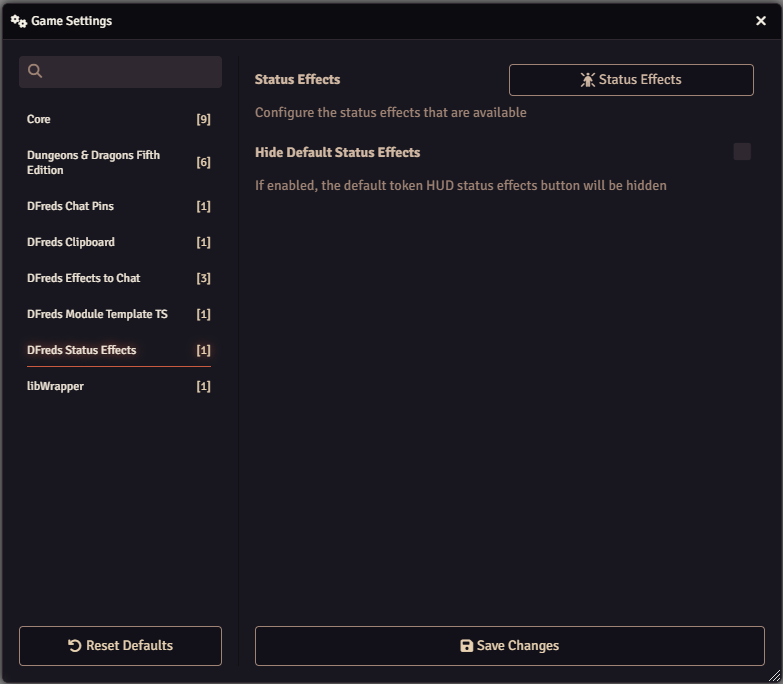 Game Settings
Core [9]
Dungeons & Dragons Fifth
Edition [6]
DFreds Chat Pins [1]
DFreds Clipboard [1]
DFreds Effects to Chat [3]
DFreds Module Template TS [1]
DFreds Status Effects [1]
libWrapper [1]
Reset Defaults
Status Effects
Status Effects
Configure the status effects that are available
Hide Default Status Effects
If enabled, the default token HUD status effects button will be hidden
Save Changes